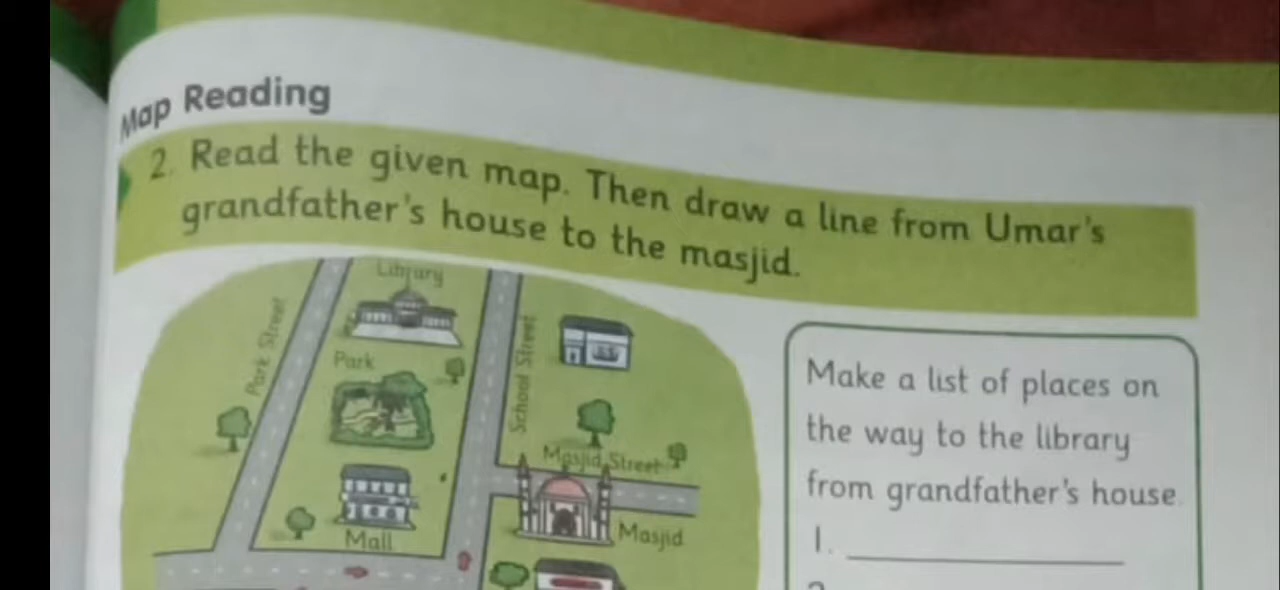 Map Reading
2. Read the given map. Then draw a line from Umar's
grandfather's house to the masjid.
Library
Park Street
Park
School Street
Masjid Street
Masjid
Mall
Make a list of places on
the way to the library
from grandfather's house.
1.